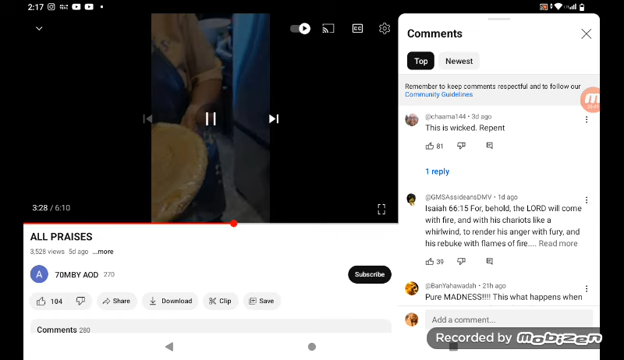 2:17
Comments
Top
Newest
Remember to keep comments respectful and to follow our
Community Guidelines
@chaama144 • 3d ago
This is wicked. Repent
81
1 reply
@GMSAssideansDMV • 1d ago
Isaiah 66:15 For, behold, the LORD will come
with fire, and with his chariots like a
whirlwind, to render his anger with fury, and
his rebuke with flames of fire.... Read more
39
@BanYahawadah • 21h ago
Pure MADNESS!!!! This what happens when
Add a comment...
3:28 / 6:10
ALL PRAISES
3,528 views 5d ago ...more
A
70MBY AOD 270
Subscribe
104
Share
Download
Clip
Save
Comments 280
Recorded by
MOBIZEN